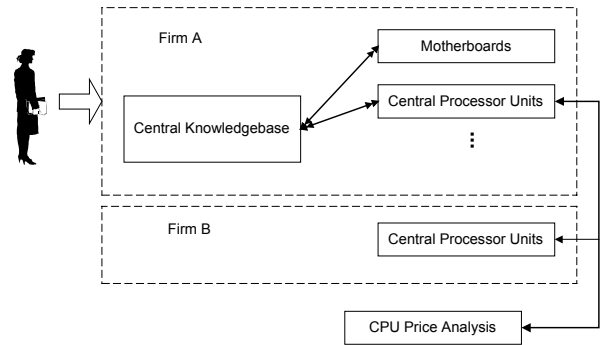 Firm A
Motherboards
Central Processor Units
Central Knowledgebase
Firm B
Central Processor Units
CPU Price Analysis